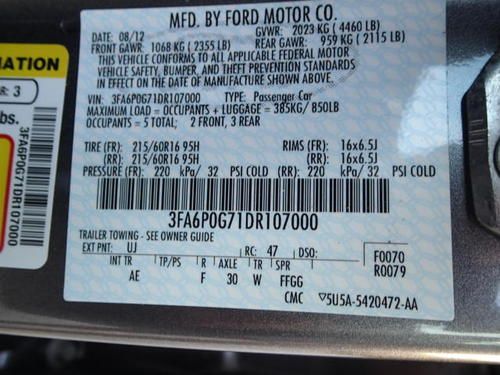 MFD. BY FORD MOTOR CO.
08/12 GVWR: 2023 KG ( 4460 LB)
FRONT GAWR: 1068 KG ( 2355 LB) REAR GAWR: 959 KG ( 2115 LB)
THIS VEHICLE CONFORMS TO ALL APPLICABLE FEDERAL MOTOR
VEHICLE SAFETY, BUMPER, AND THEFT PREVENTION STANDARDS
IN EFFECT ON THE DATE OF MANUFACTURE SHOWN ABOVE.
VIN: 3FA6P0G71DR107000 TYPE: Passenger Car
MAXIMUM LOAD = OCCUPANTS + LUGGAGE = 385KG/ 850LB
OCCUPANTS = 5 TOTAL; 2 FRONT, 3 REAR
TIRE (FR): 215/60R16 95H RIMS (FR): 16x6.5J
(RR): 215/60R16 95H (RR): 16x6.5J
PRESSURE (FR): 220 kPa/ 32 PSI COLD (RR): 220 kPa/ 32 PSI COLD
3FA6P0G71DR107000
TRAILER TOWING - SEE OWNER GUIDE
EXT PNT: UJ RC: 47 DSO: F0070
R0079
INT TR TP/PS R AXLE TR SPR
AE F 30 W FFGG
CMC 5U5A-5420472-AA
MATION
R: 3
lbs.
3FA6P0G71DR107000